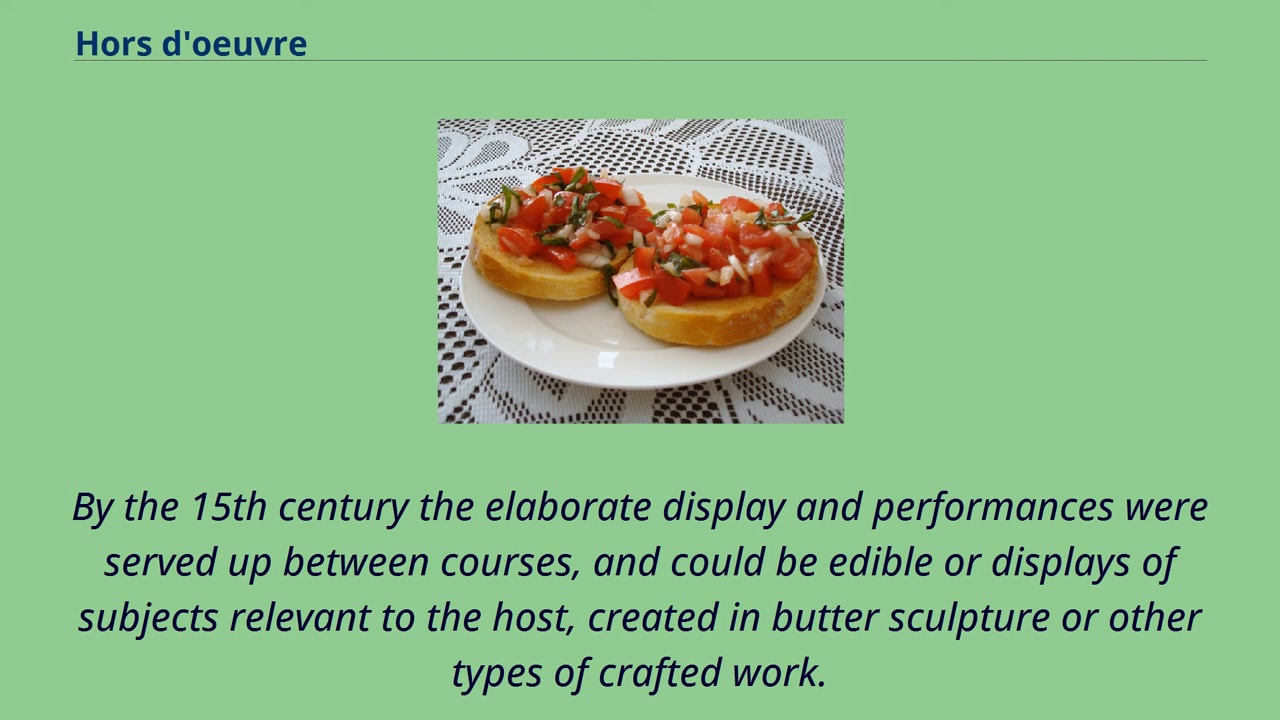 Hors d'oeuvre
By the 15th century the elaborate display and performances were
served up between courses, and could be edible or displays of
subjects relevant to the host, created in butter sculpture or other
types of crafted work.